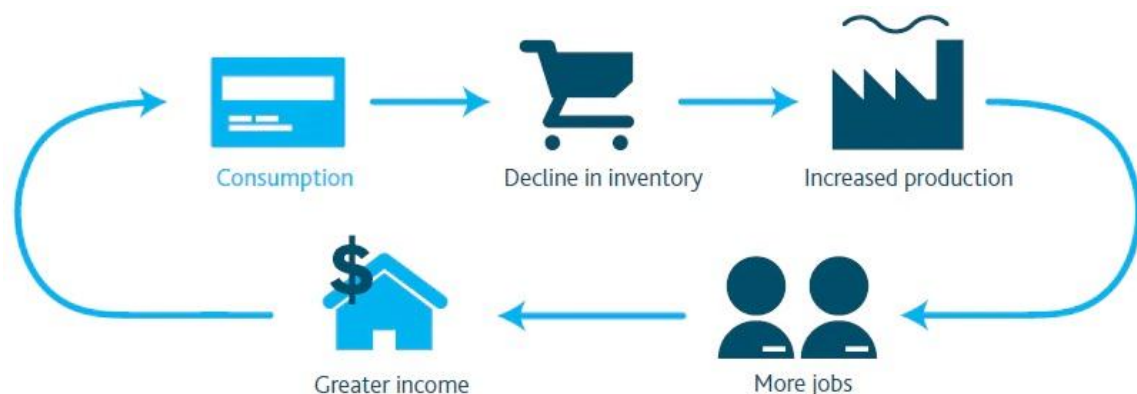 Consumption
Decline in inventory
Increased production
$
Greater income
More jobs